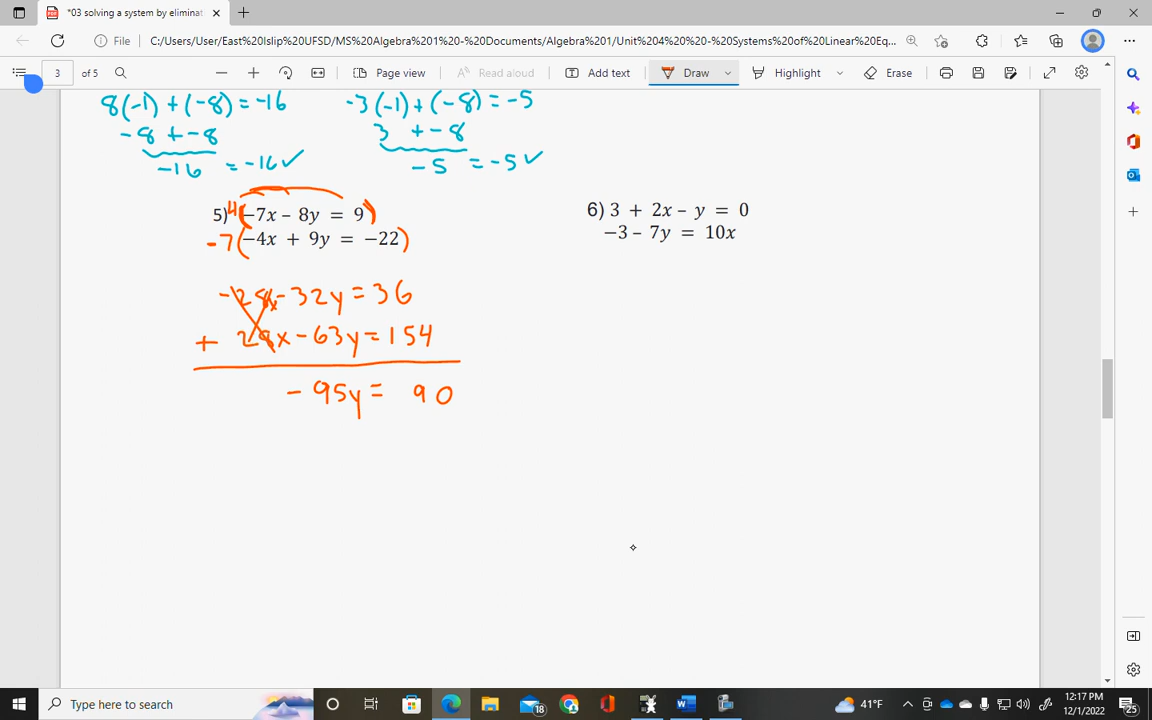 *03 solving a system by eliminat
File
C:/Users/User/East%20Islip%20UFSD/MS%20Algebra%201%20-%20Documents/Algebra%201/Unit%204%20%20-%20Systems%20of%20Linear%20Eq...
3 of 5
Page view
Read aloud
Add text
Draw
Highlight
Erase
8(-1) + (-8) = -16
-3(-1) + (-8) = -5
-8 + -8
3 + -8
-16 = -16 ✓
-5 = -5 ✓
5) 4(−7x − 8y = 9)
-7(−4x + 9y = −22)
-28x - 32y = 36
+ 28x - 63y = 154
- 95y = 90
6) 3 + 2x − y = 0
−3 − 7y = 10x
Type here to search
18
41°F
12:17 PM
12/1/2022
25